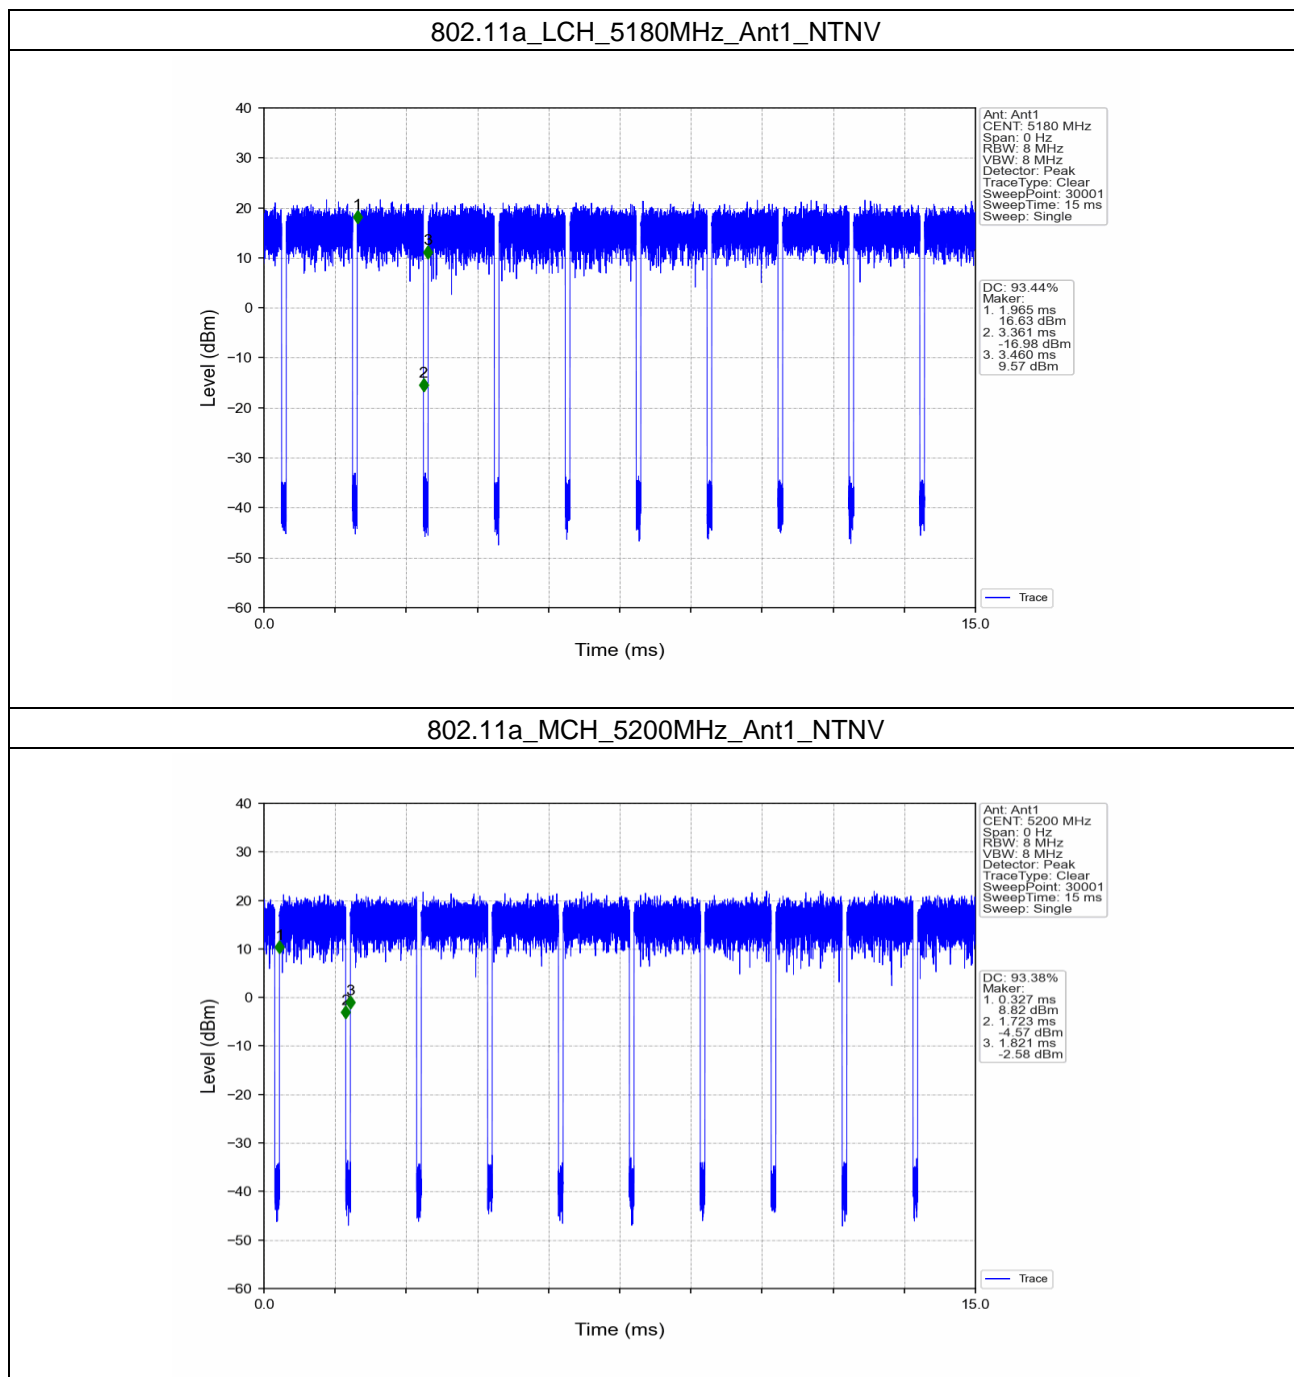 802.11a_LCH_5180MHz_Ant1_NTNV
40
30
20
10
0
−10
−20
−30
−40
−50
−60
Level (dBm)
0.0
15.0
Time (ms)
1
2
3
Ant: Ant1
CENT: 5180 MHz
Span: 0 Hz
RBW: 8 MHz
VBW: 8 MHz
Detector: Peak
TraceType: Clear
SweepPoint: 30001
SweepTime: 15 ms
Sweep: Single
DC: 93.44%
Maker:
1. 1.965 ms
16.63 dBm
2. 3.361 ms
-16.98 dBm
3. 3.460 ms
9.57 dBm
Trace
802.11a_MCH_5200MHz_Ant1_NTNV
40
30
20
10
0
−10
−20
−30
−40
−50
−60
Level (dBm)
0.0
15.0
Time (ms)
1
2
3
Ant: Ant1
CENT: 5200 MHz
Span: 0 Hz
RBW: 8 MHz
VBW: 8 MHz
Detector: Peak
TraceType: Clear
SweepPoint: 30001
SweepTime: 15 ms
Sweep: Single
DC: 93.38%
Maker:
1. 0.327 ms
8.82 dBm
2. 1.723 ms
-4.57 dBm
3. 1.821 ms
-2.58 dBm
Trace